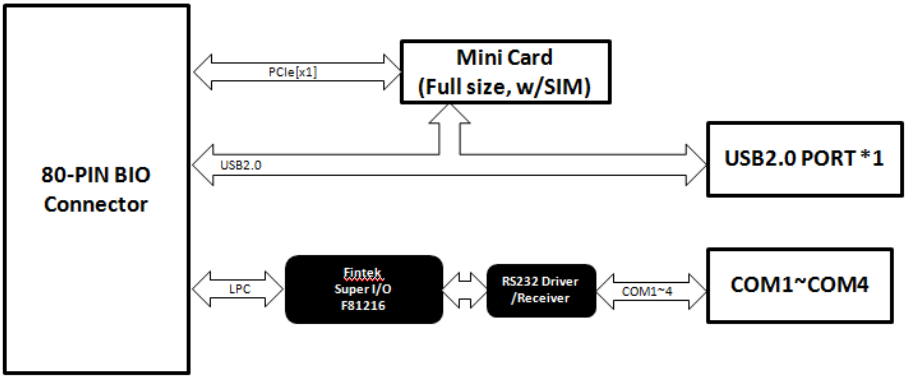 80-PIN BIO
Connector
PCIe[x1]
Mini Card
(Full size, w/SIM)
USB2.0
USB2.0 PORT *1
LPC
Fintek
Super I/O
F81216
RS232 Driver
/Receiver
COM1~4
COM1~COM4